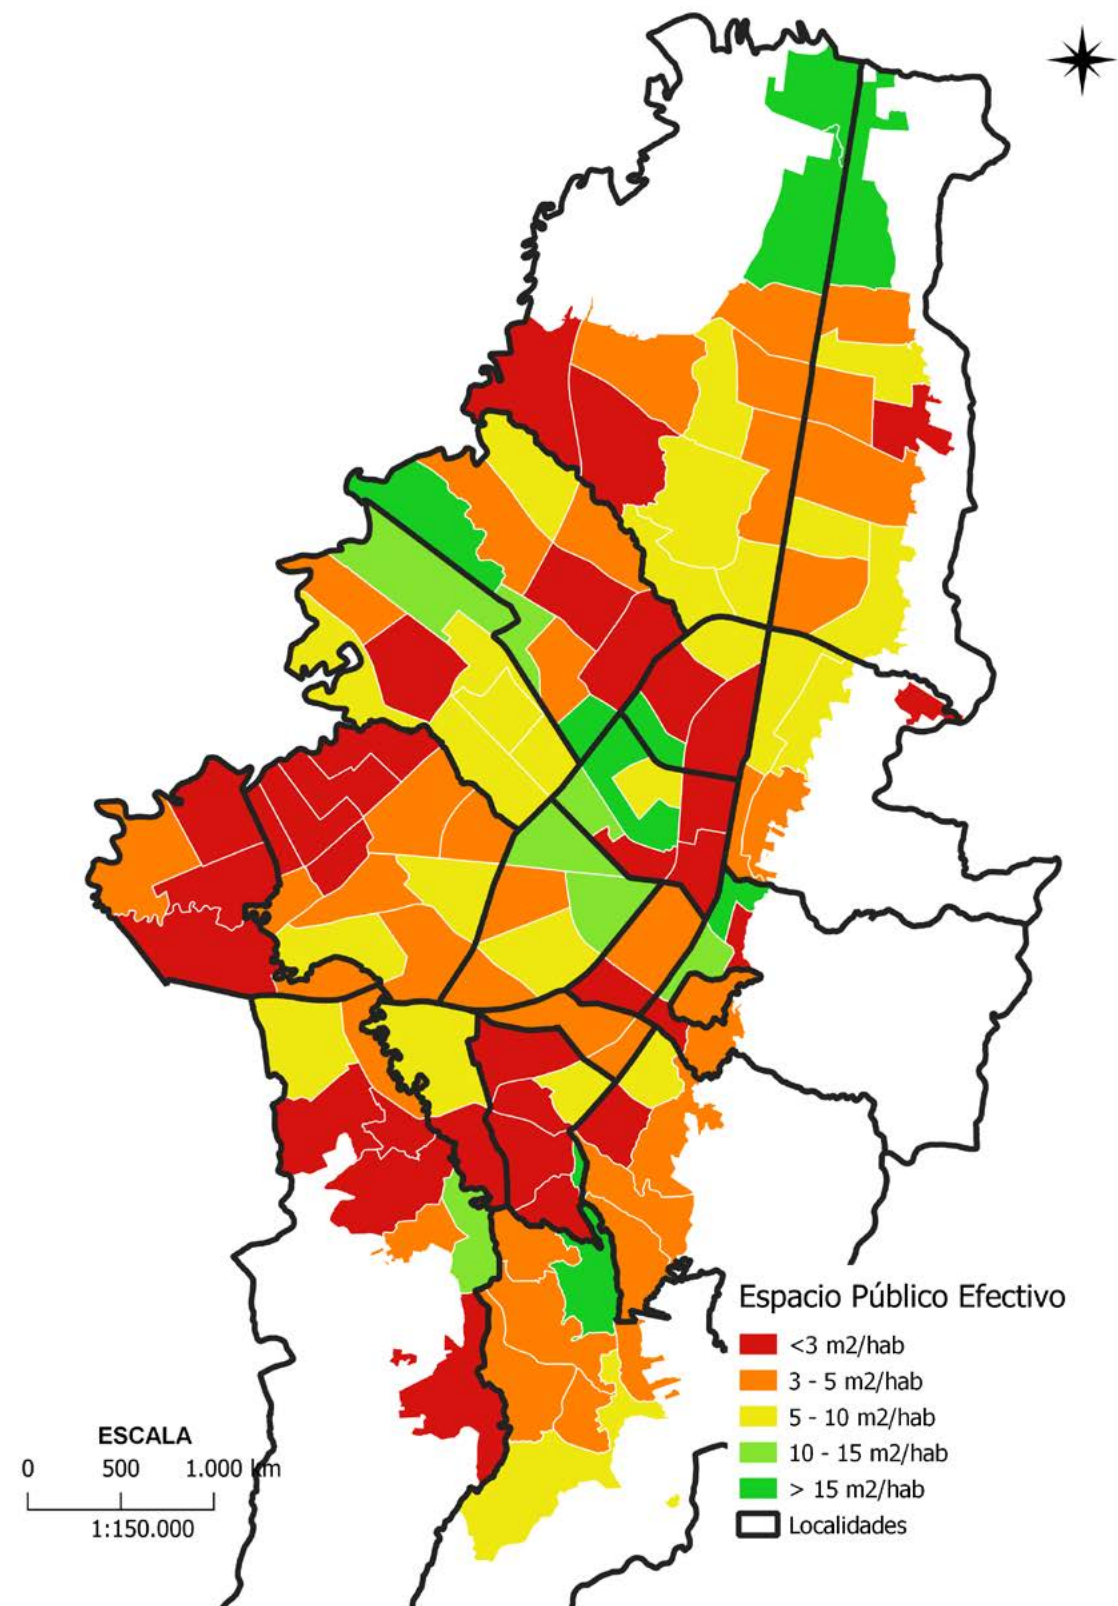 Espacio Público Efectivo
<3 m2/hab
3 - 5 m2/hab
5 - 10 m2/hab
10 - 15 m2/hab
> 15 m2/hab
Localidades
ESCALA
0 500 1.000 km
1:150.000